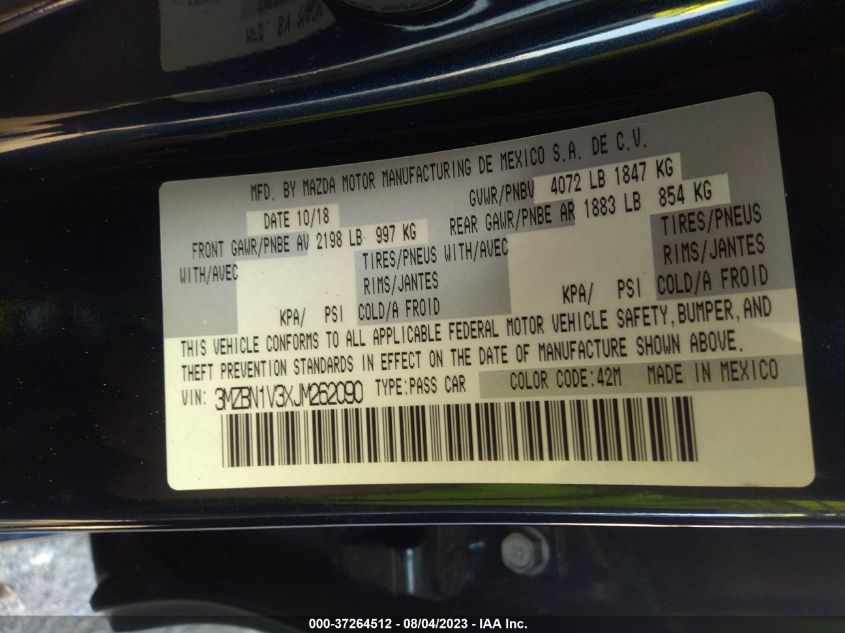 MFD. BY MAZDA MOTOR MANUFACTURING DE MEXICO S.A. DE C.V.
DATE 10/18 GVWR/PNBV 4072 LB 1847 KG
FRONT GAWR/PNBE AV 2198 LB 997 KG REAR GAWR/PNBE AR 1883 LB 854 KG
WITH/AVEC TIRES/PNEUS WITH/AVEC TIRES/PNEUS
RIMS/JANTES RIMS/JANTES
KPA/ PSI COLD/A FROID KPA/ PSI COLD/A FROID
THIS VEHICLE CONFORMS TO ALL APPLICABLE FEDERAL MOTOR VEHICLE SAFETY, BUMPER, AND
THEFT PREVENTION STANDARDS IN EFFECT ON THE DATE OF MANUFACTURE SHOWN ABOVE.
VIN: 3MZBN1V3XJM262090 TYPE:PASS CAR COLOR CODE:42M MADE IN MEXICO
000-37264512 - 08/04/2023 - IAA Inc.